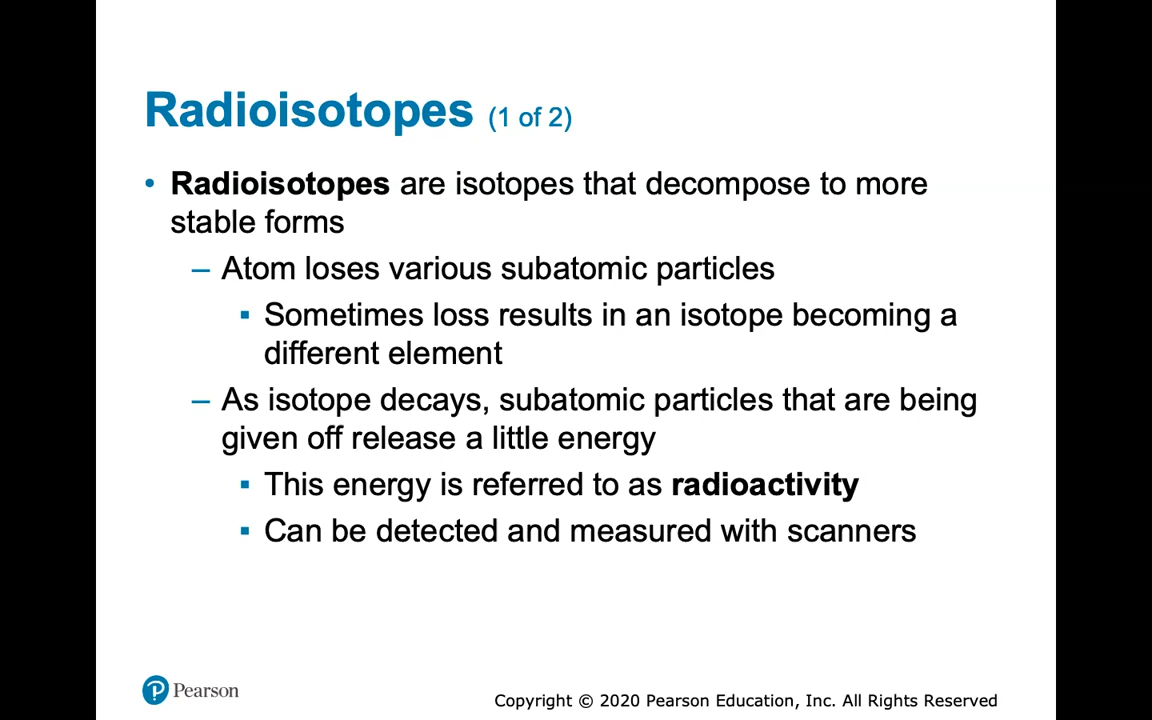 Radioisotopes (1 of 2)
• Radioisotopes are isotopes that decompose to more
stable forms
– Atom loses various subatomic particles
▪ Sometimes loss results in an isotope becoming a
different element
– As isotope decays, subatomic particles that are being
given off release a little energy
▪ This energy is referred to as radioactivity
▪ Can be detected and measured with scanners
P Pearson
Copyright © 2020 Pearson Education, Inc. All Rights Reserved